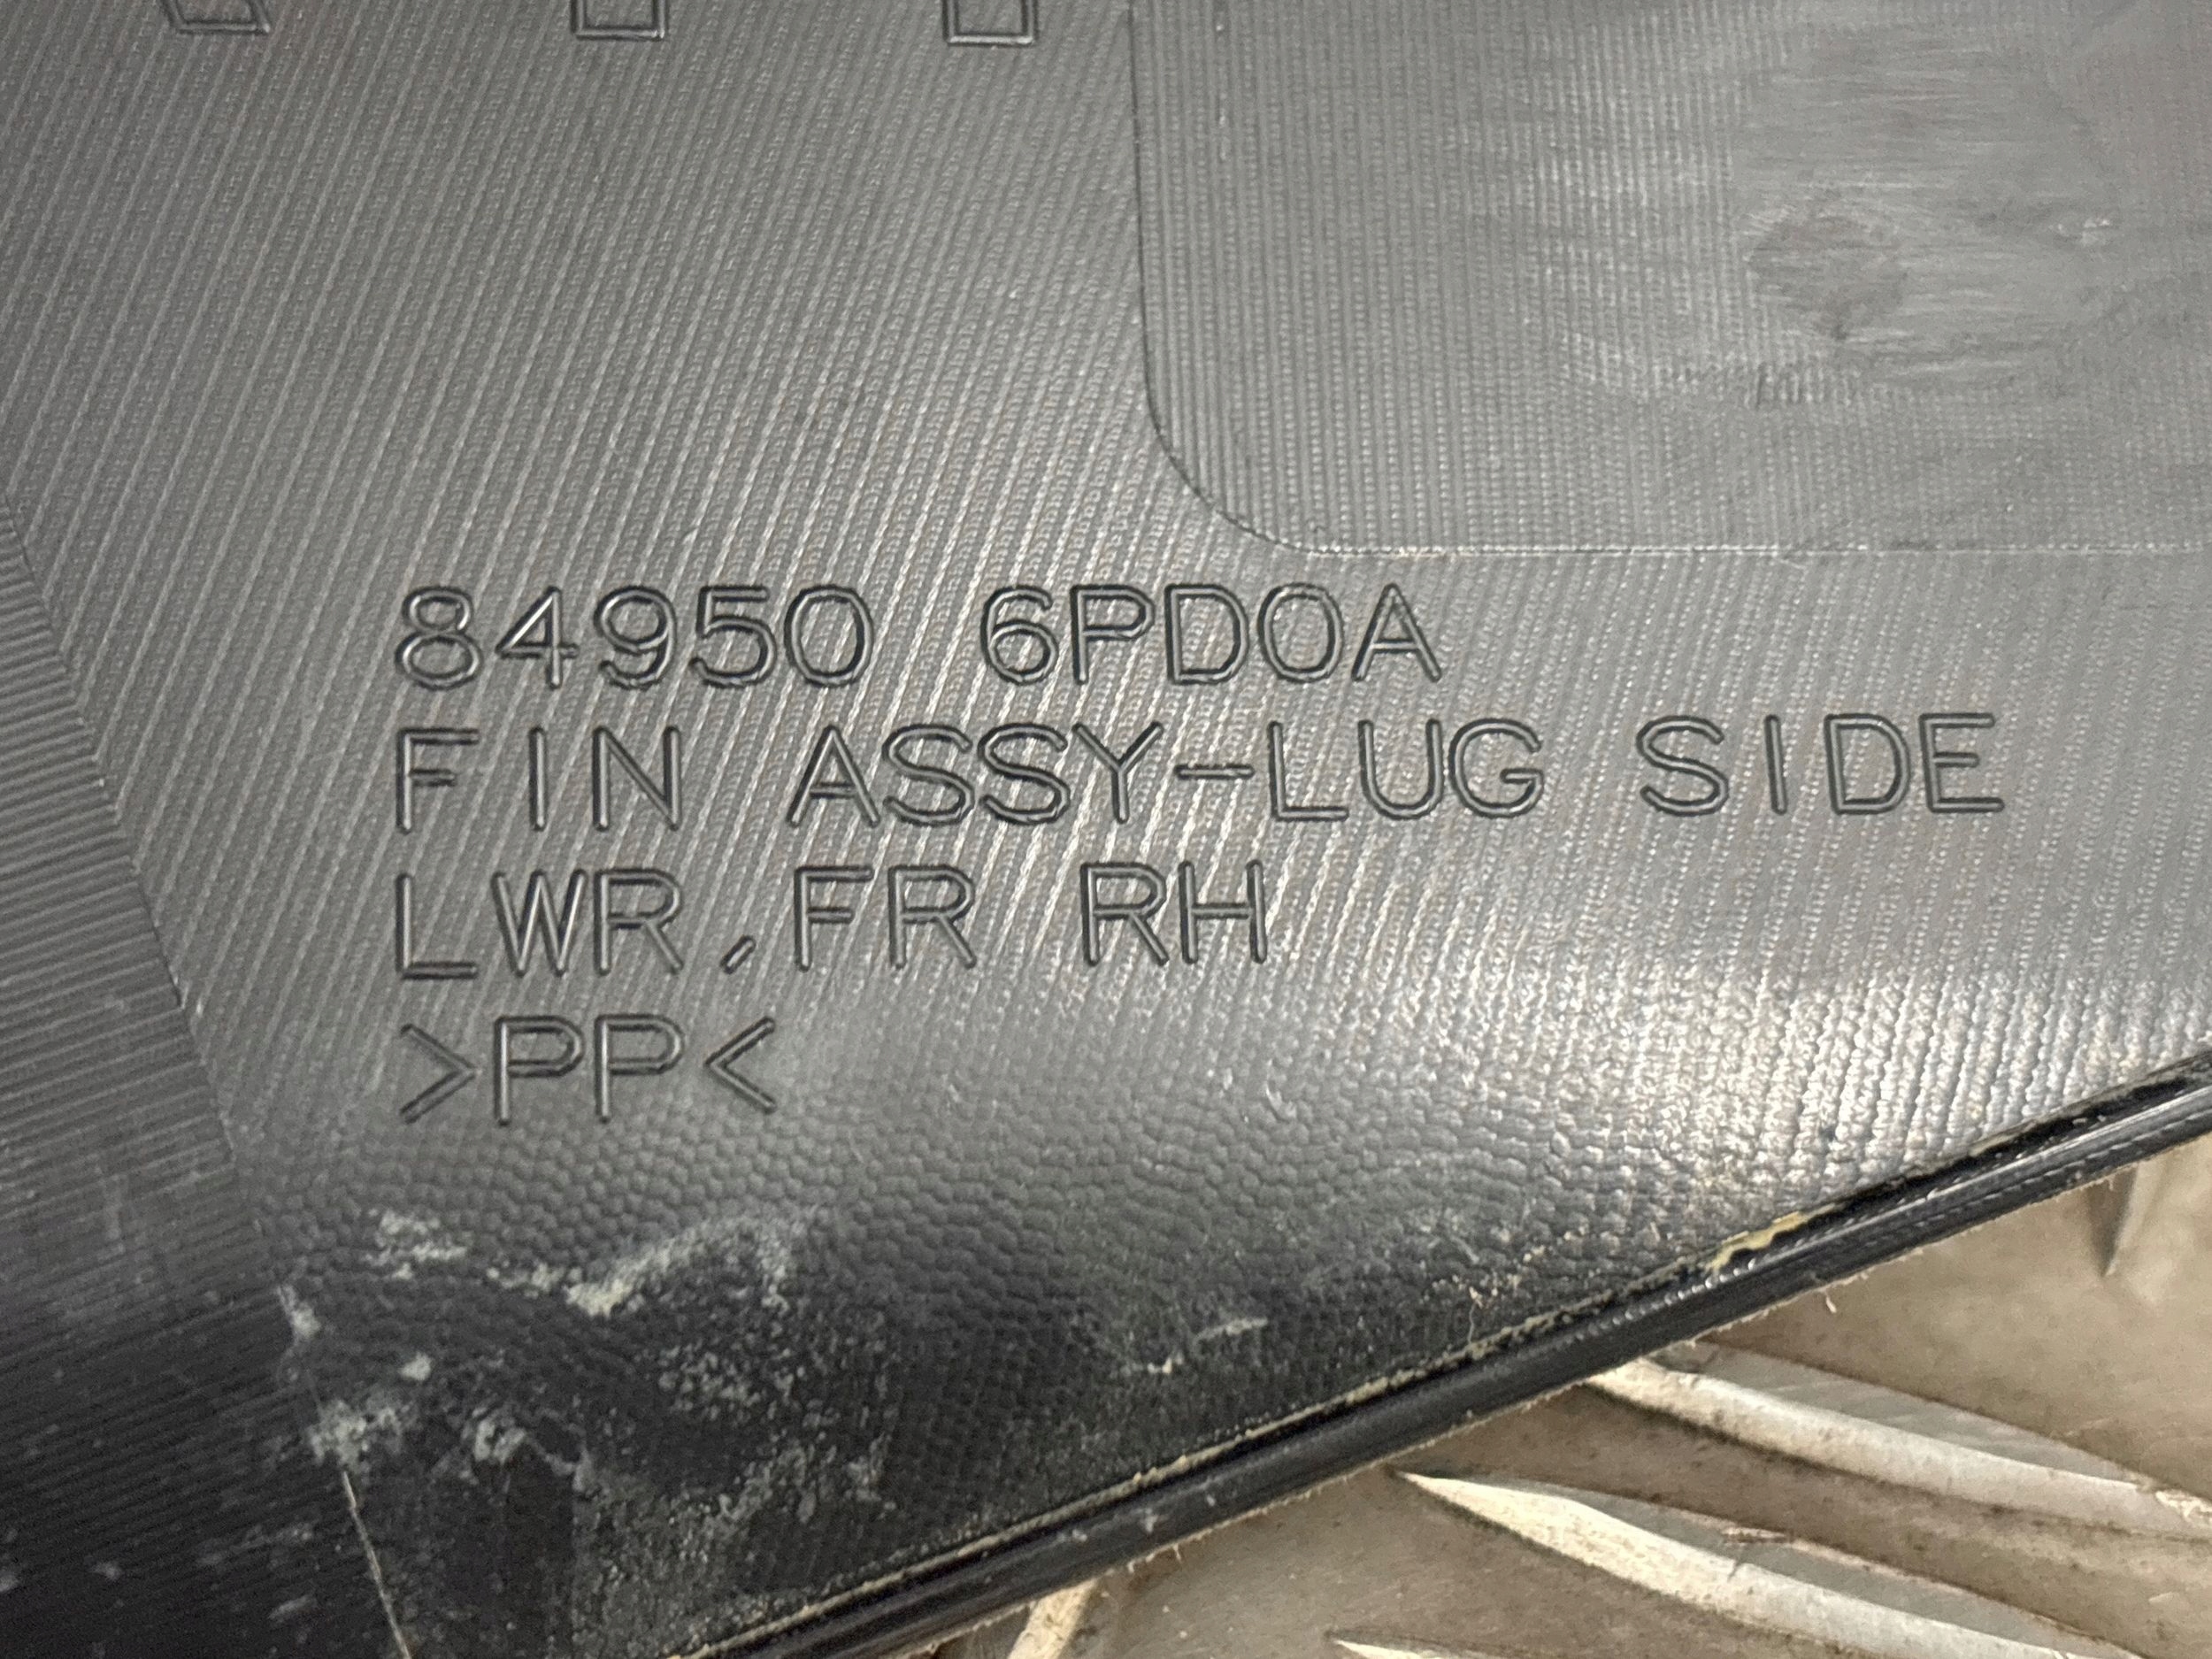 84950 6PD0A
FIN ASSY-LUG SIDE
LWR,FR RH
>PP<